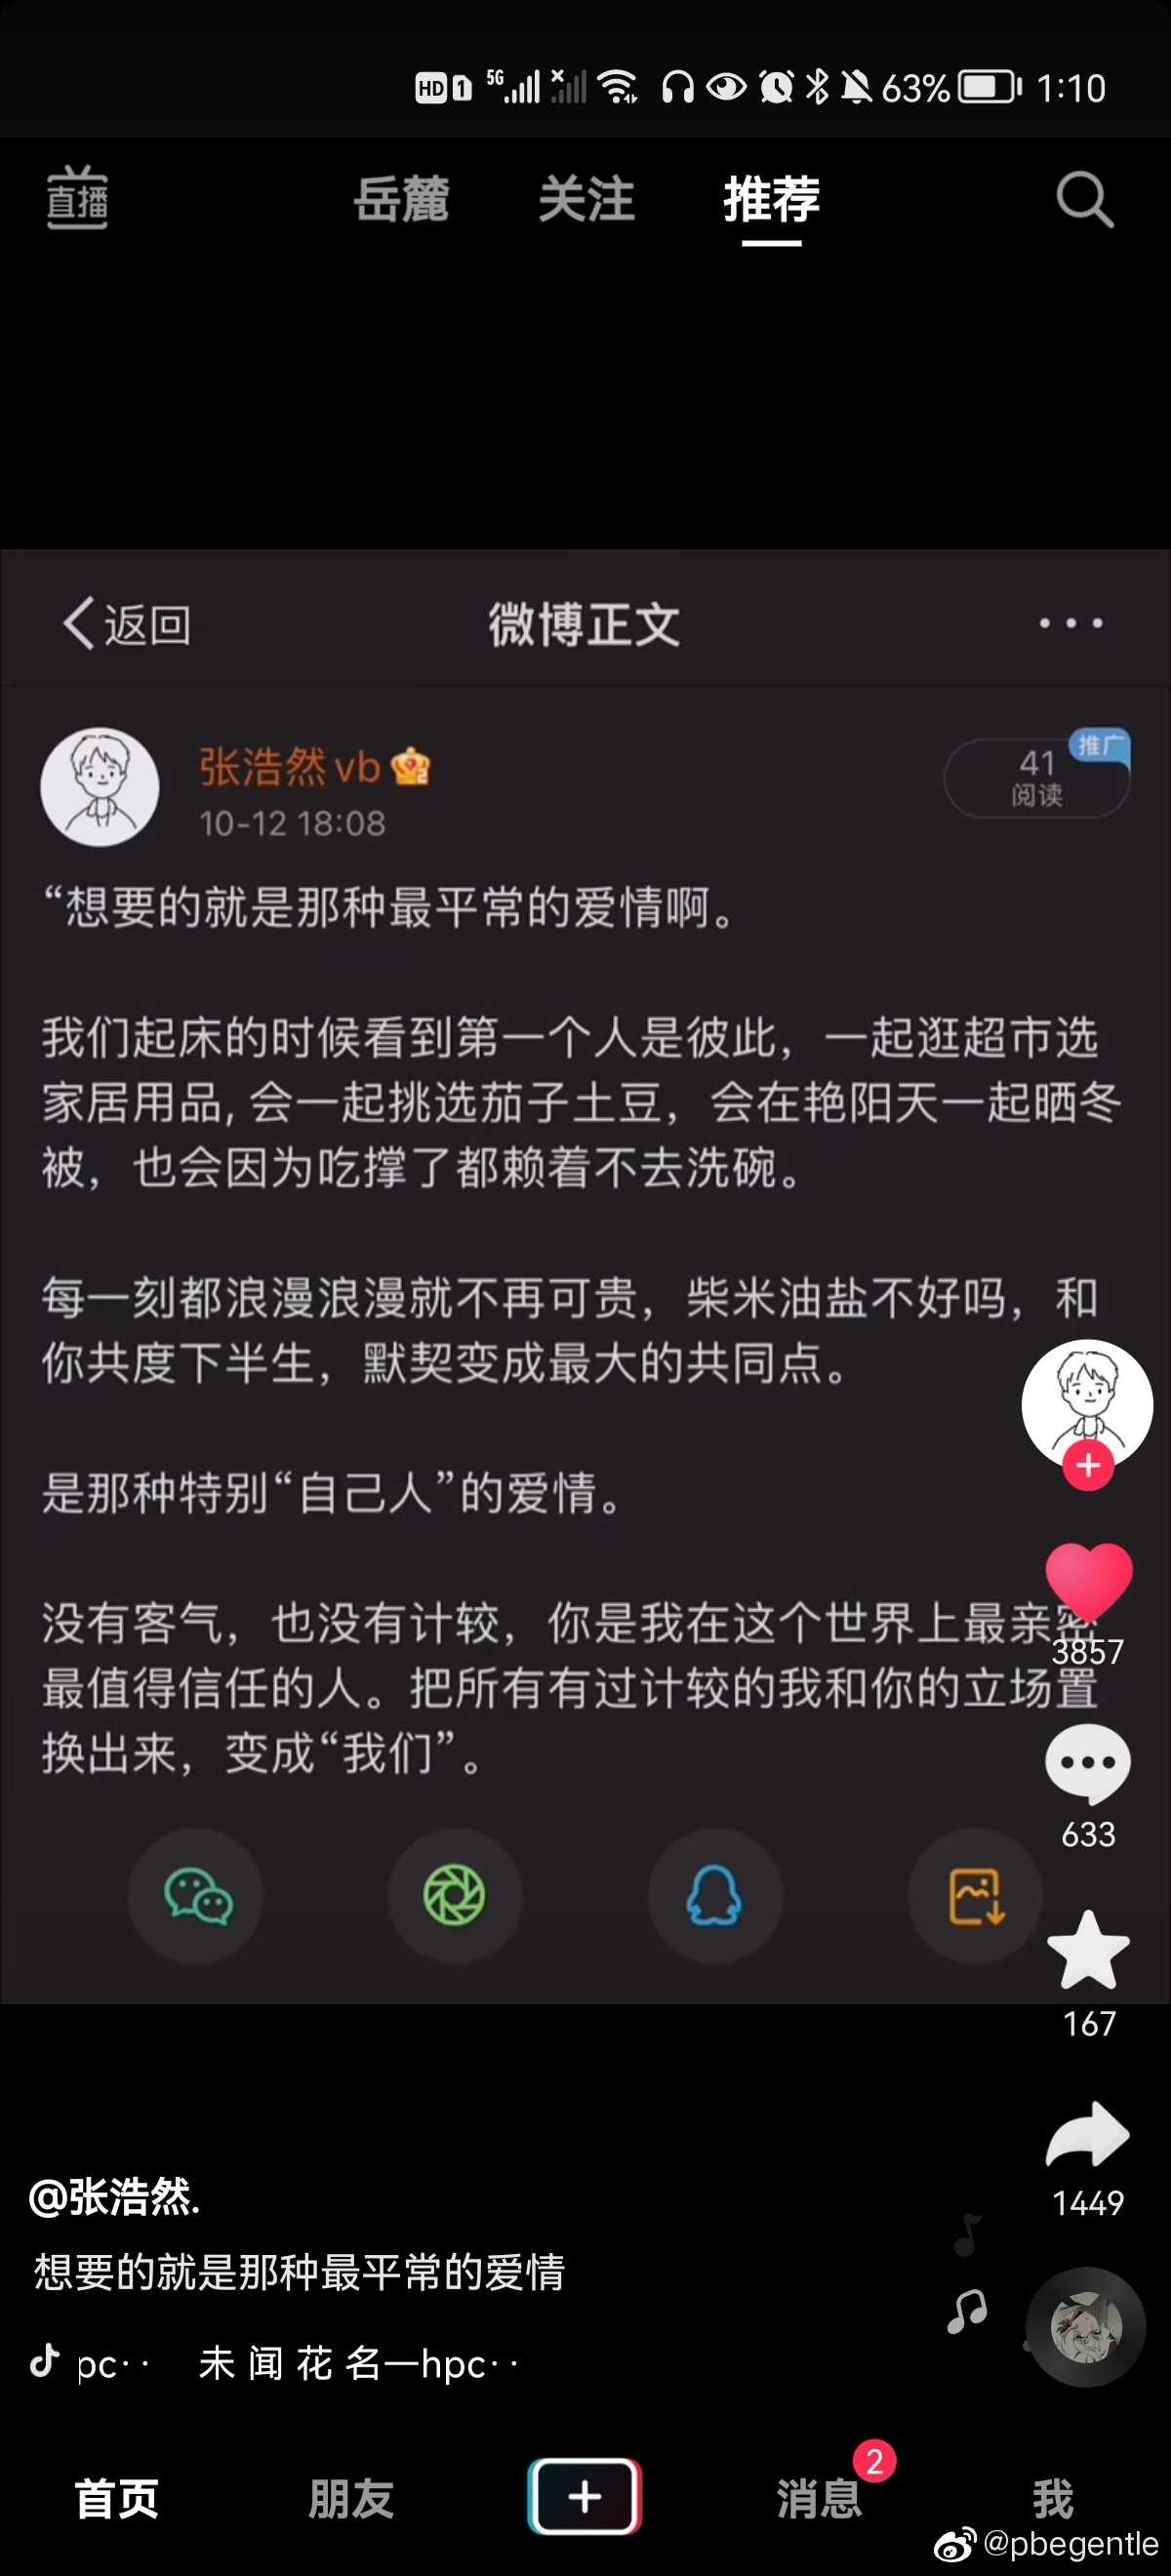 HD 1 5G 63% 1:10
直播 岳麓 关注 推荐
返回 微博正文
张浩然vb 2 推广
41
10-12 18:08 阅读
“想要的就是那种最平常的爱情啊。
我们起床的时候看到第一个人是彼此，一起逛超市选
家居用品, 会一起挑选茄子土豆，会在艳阳天一起晒冬
被，也会因为吃撑了都赖着不去洗碗。
每一刻都浪漫浪漫就不再可贵，柴米油盐不好吗，和
你共度下半生，默契变成最大的共同点。
是那种特别“自己人”的爱情。
没有客气，也没有计较，你是我在这个世界上最亲密
3857
最值得信任的人。把所有有过计较的我和你的立场置
换出来，变成“我们”。
633
167
1449
@张浩然.
想要的就是那种最平常的爱情
pc·· 未闻花名一hpc··
首页 朋友 消息 2 我
@pbegentle